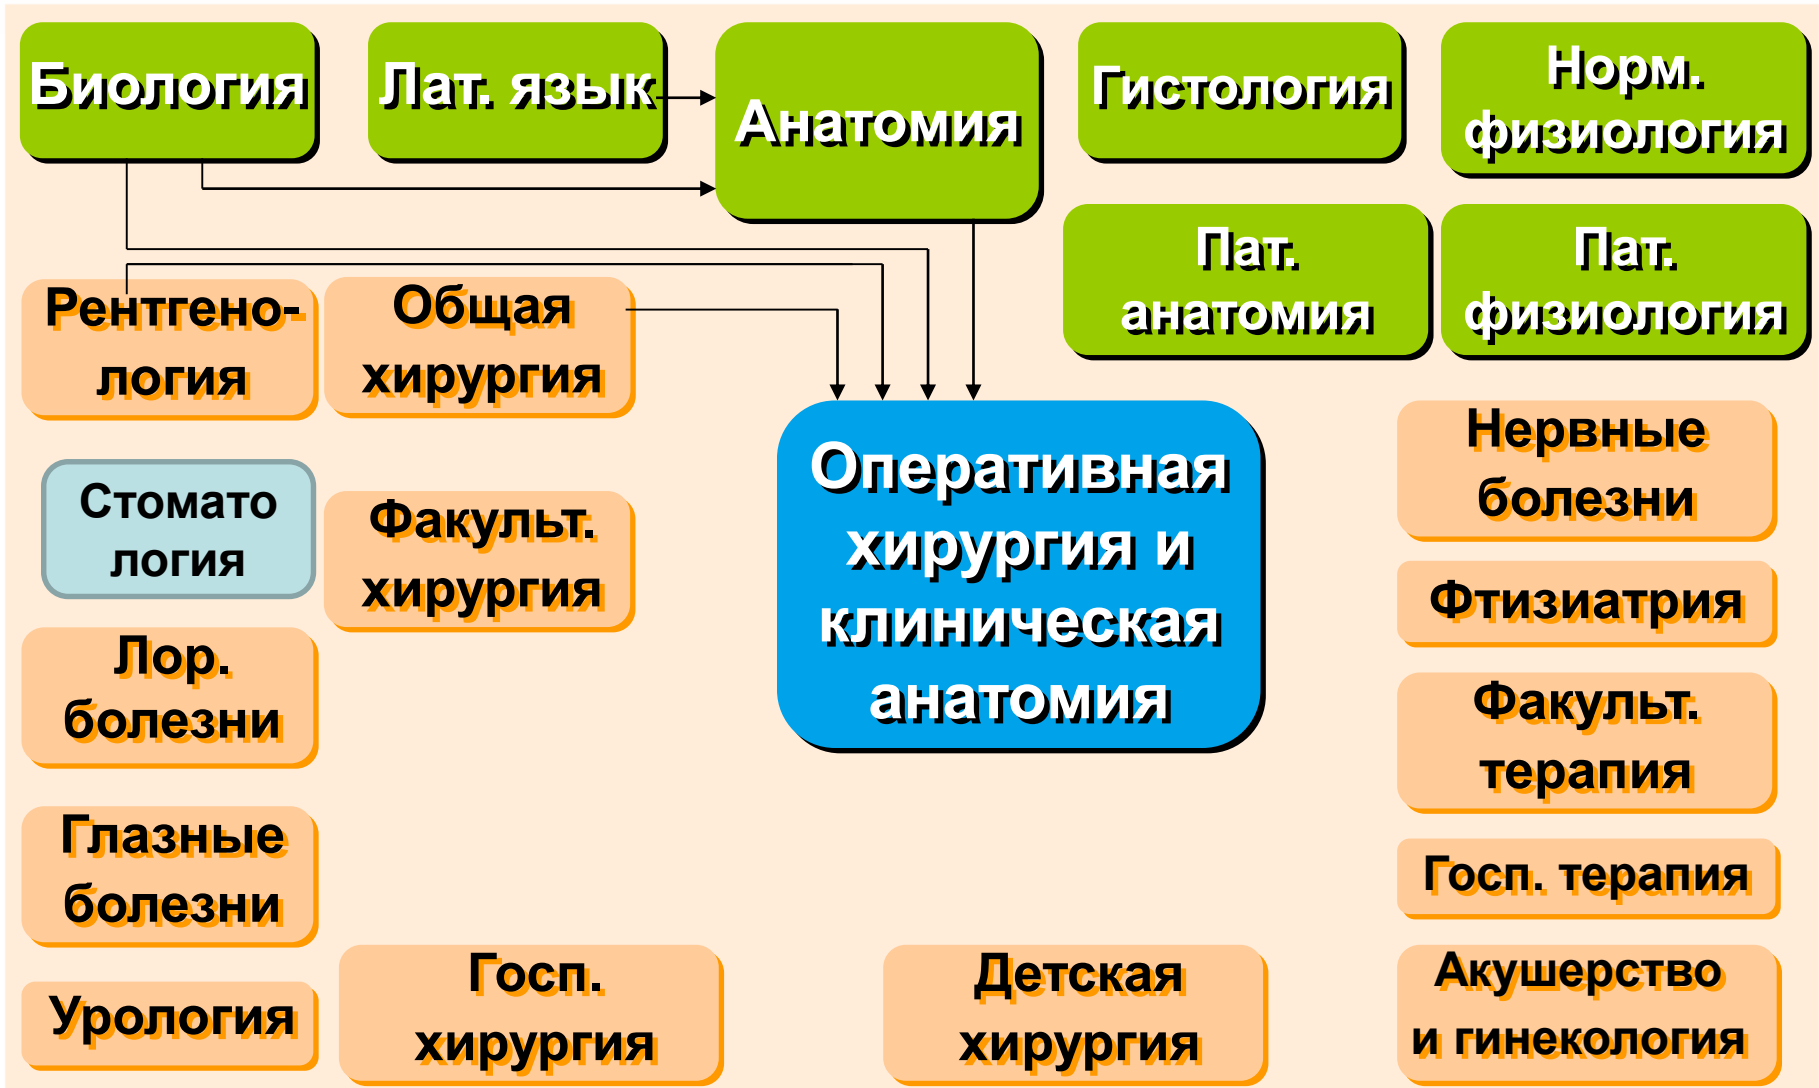 Биология
Лат. язык
Анатомия
Гистология
Норм.
физиология
Пат.
анатомия
Пат.
физиология
Рентгено-
логия
Общая
хирургия
Оперативная
хирургия и
клиническая
анатомия
Нервные
болезни
Стомато
логия
Факульт.
хирургия
Фтизиатрия
Лор.
болезни
Факульт.
терапия
Глазные
болезни
Госп. терапия
Урология
Госп.
хирургия
Детская
хирургия
Акушерство
и гинекология